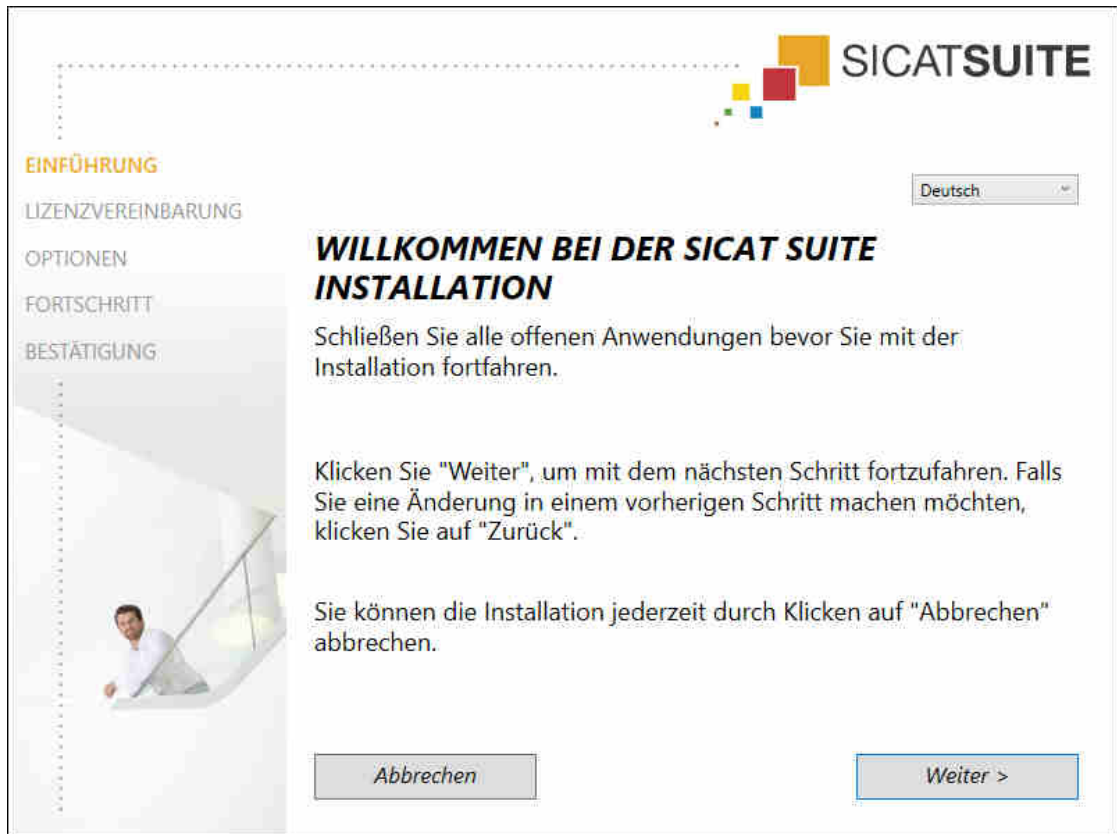 SICATSUITE
EINFÜHRUNG
LIZENZVEREINBARUNG
OPTIONEN
FORTSCHRITT
BESTÄTIGUNG
Deutsch
WILLKOMMEN BEI DER SICAT SUITE
INSTALLATION
Schließen Sie alle offenen Anwendungen bevor Sie mit der
Installation fortfahren.
Klicken Sie "Weiter", um mit dem nächsten Schritt fortzufahren. Falls
Sie eine Änderung in einem vorherigen Schritt machen möchten,
klicken Sie auf "Zurück".
Sie können die Installation jederzeit durch Klicken auf "Abbrechen"
abbrechen.
Abbrechen
Weiter >